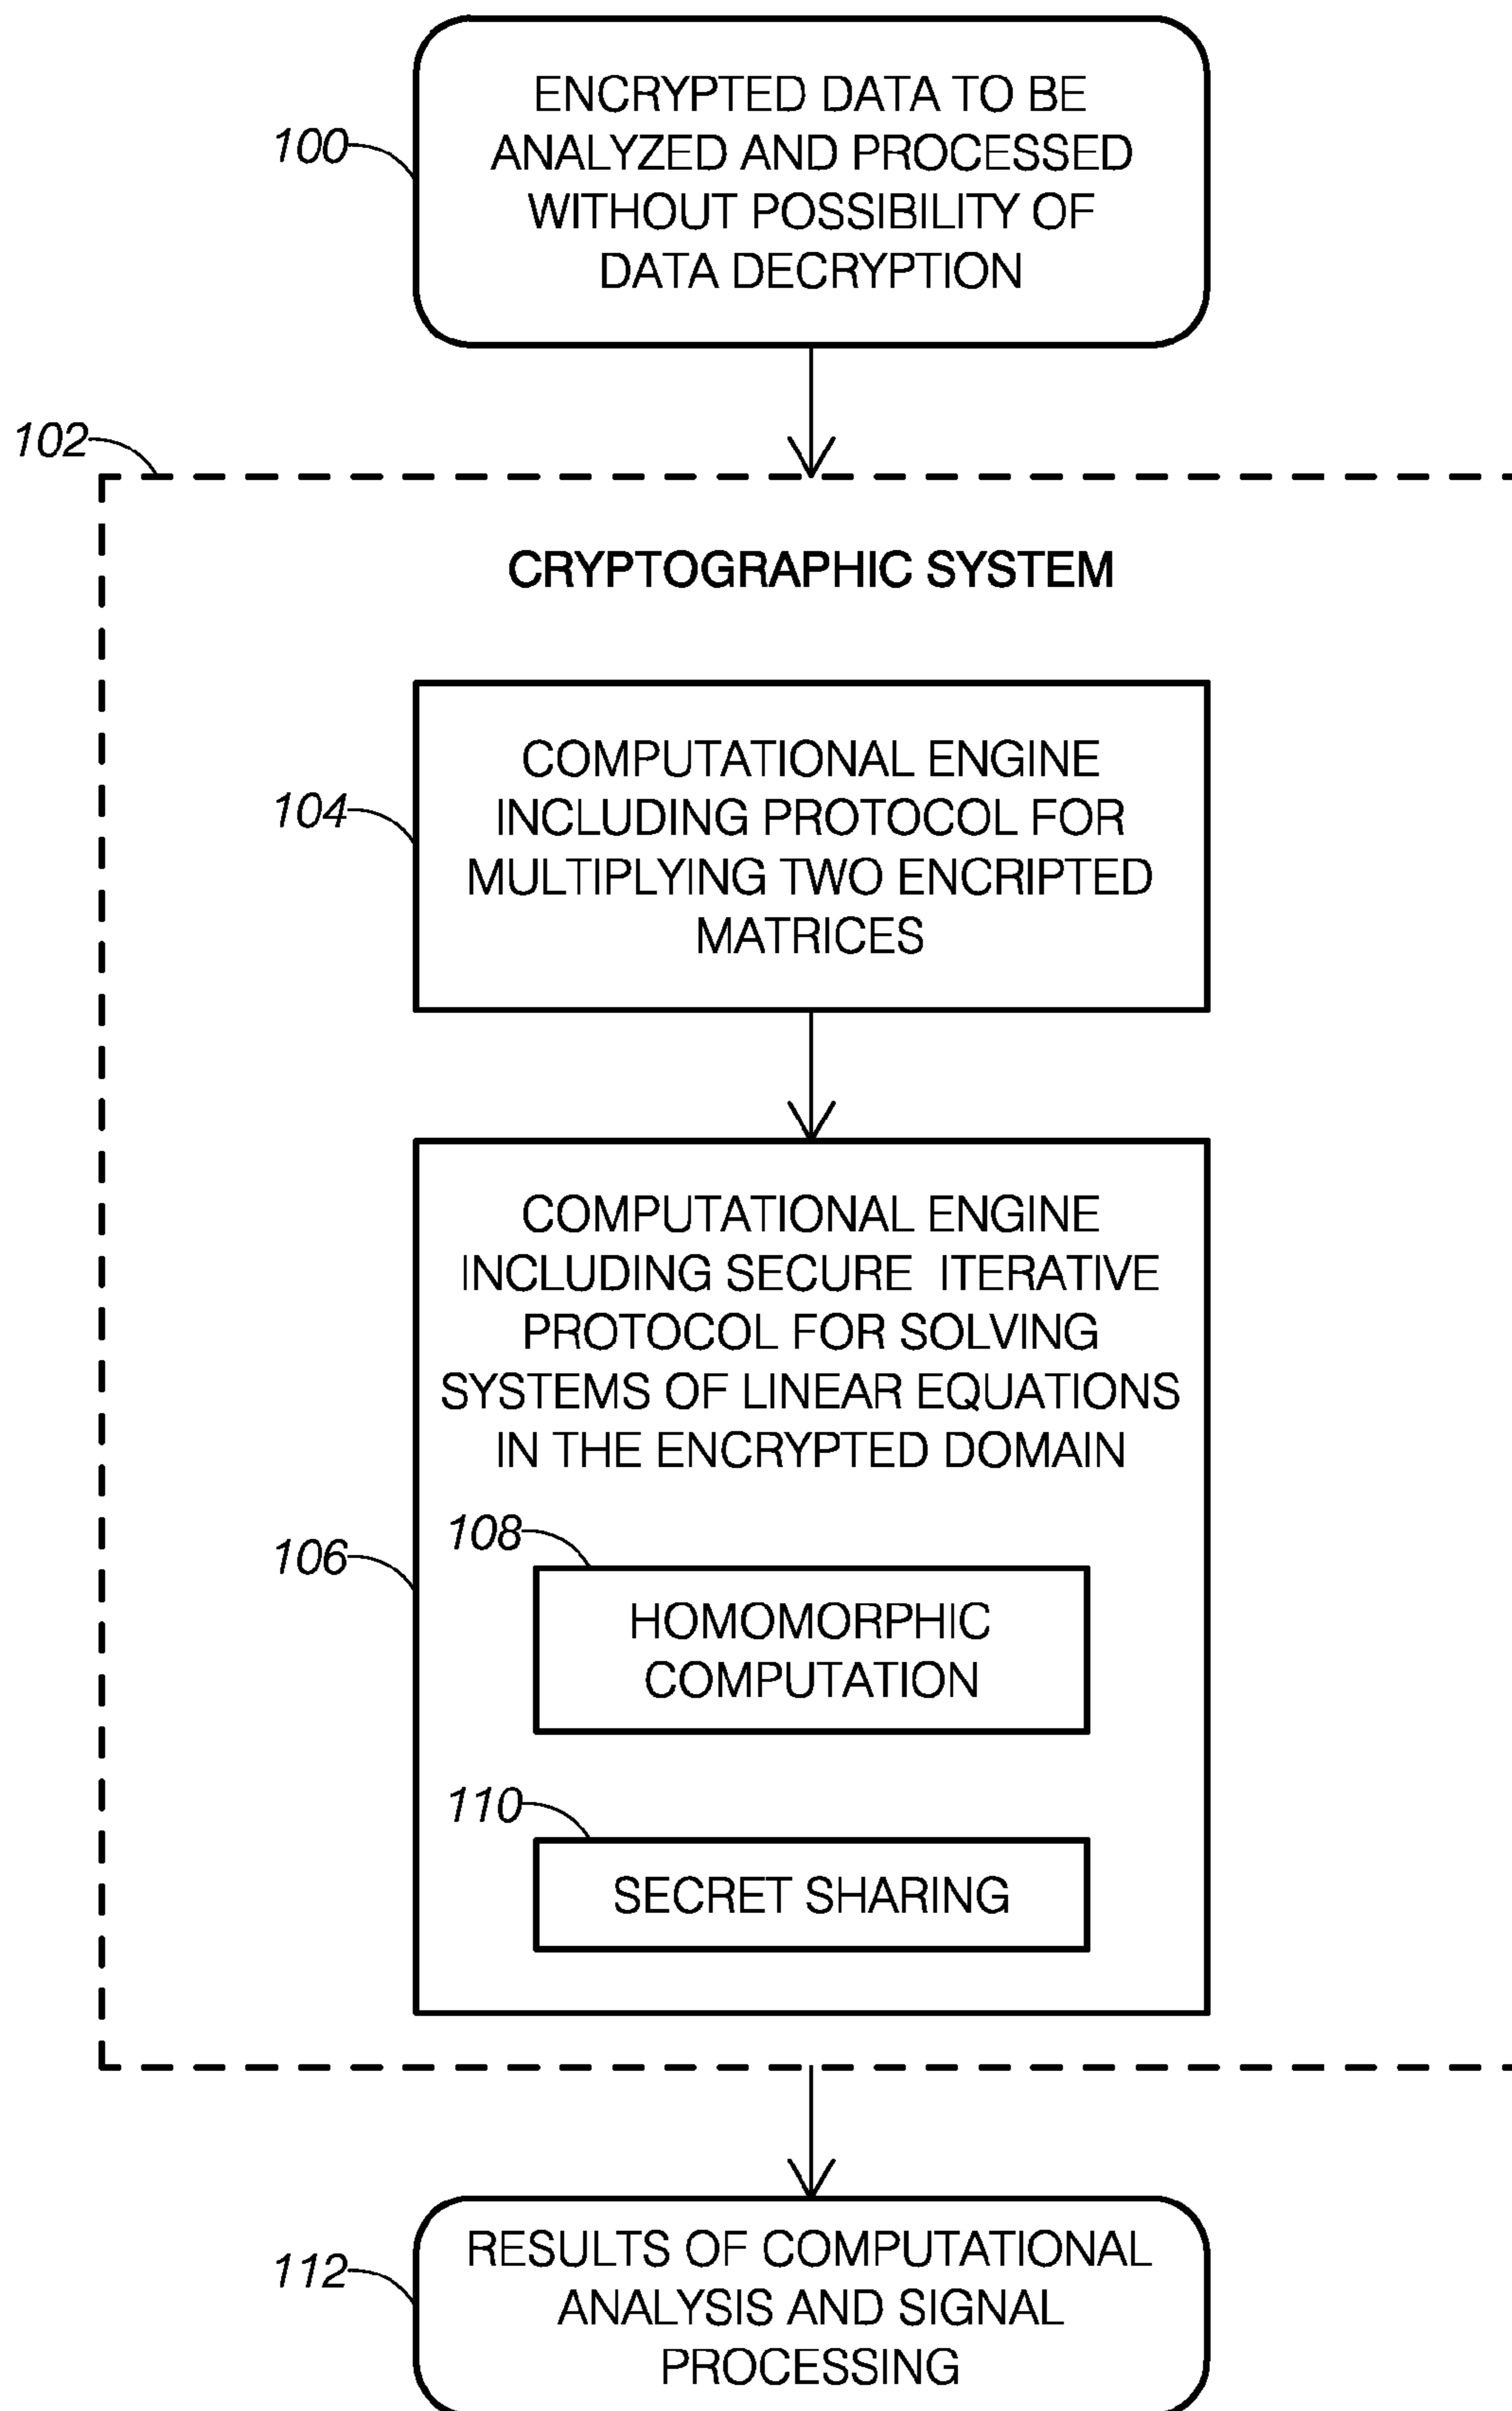 100
ENCRYPTED DATA TO BE
ANALYZED AND PROCESSED
WITHOUT POSSIBILITY OF
DATA DECRYPTION
102
CRYPTOGRAPHIC SYSTEM
104
COMPUTATIONAL ENGINE
INCLUDING PROTOCOL FOR
MULTIPLYING TWO ENCRIPTED
MATRICES
106
COMPUTATIONAL ENGINE
INCLUDING SECURE ITERATIVE
PROTOCOL FOR SOLVING
SYSTEMS OF LINEAR EQUATIONS
IN THE ENCRYPTED DOMAIN
108
HOMOMORPHIC
COMPUTATION
110
SECRET SHARING
112
RESULTS OF COMPUTATIONAL
ANALYSIS AND SIGNAL
PROCESSING